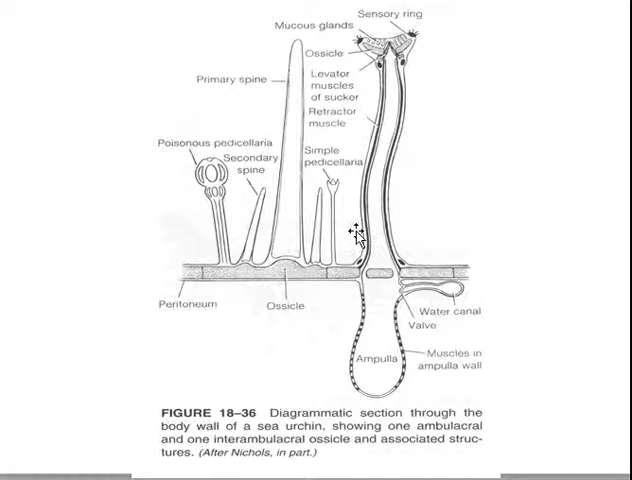 Sensory ring
Mucous glands
Ossicle
Primary spine
Levator
muscles
of sucker
Retractor
muscle
Poisonous pedicellaria
Secondary
spine
Simple
pedicellaria
Peritoneum
Ossicle
Water canal
Valve
Ampulla
Muscles in
ampulla wall
FIGURE 18–36 Diagrammatic section through the
body wall of a sea urchin, showing one ambulacral
and one interambulacral ossicle and associated struc-
tures. (After Nichols, in part.)